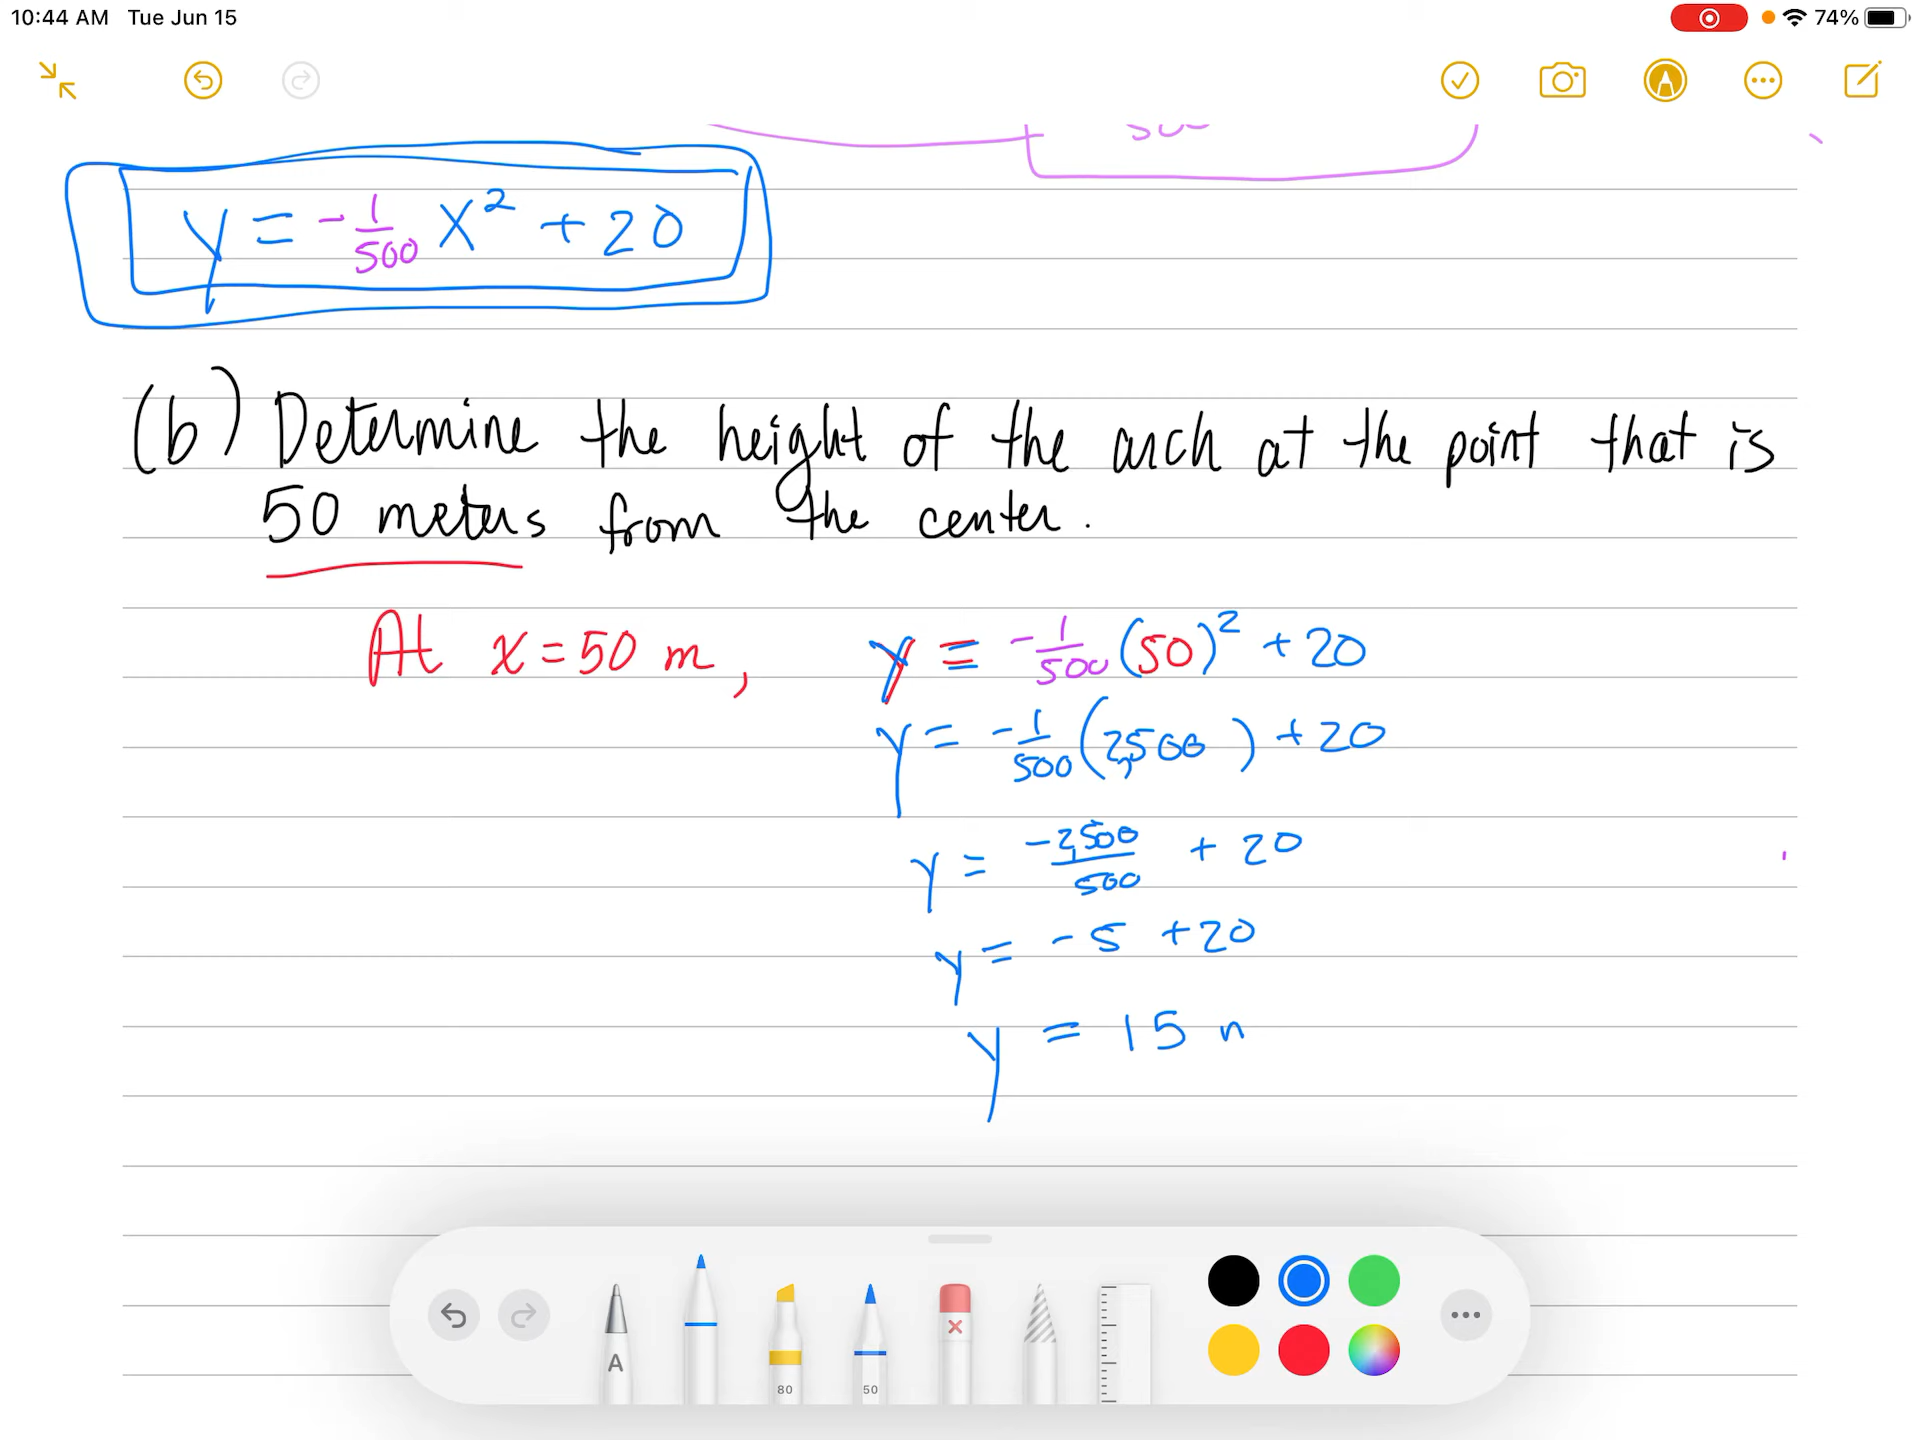 10:44 AM Tue Jun 15 74%
y = -1/500 x² + 20
(b) Determine the height of the arch at the point that is
50 meters from the center.
At x = 50 m, y = -1/500 (50)² + 20
y = -1/500 (2,500) + 20
y = -2,500/500 + 20
y = -5 + 20
y = 15 n
A 80 50